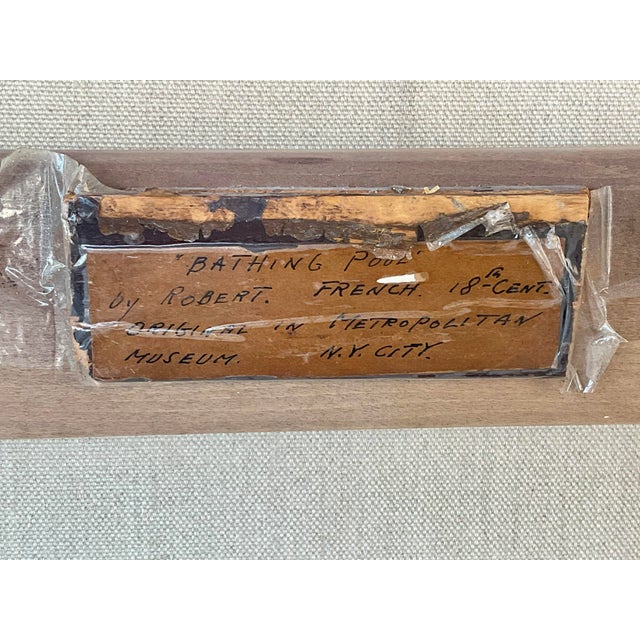 "BATHING POOL"
by ROBERT. FRENCH. 18th CENT.
ORIGINAL IN METROPOLITAN
MUSEUM. N.Y. CITY.